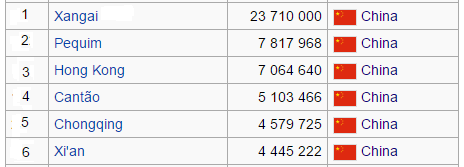 1 Xangai 23 710 000 China
2 Pequim 7 817 968 China
3 Hong Kong 7 064 640 China
4 Cantão 5 103 466 China
5 Chongqing 4 579 725 China
6 Xi'an 4 445 222 China